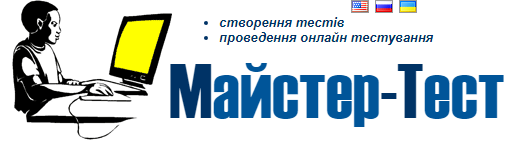 створення тестів
проведення онлайн тестування
Майстер-Тест